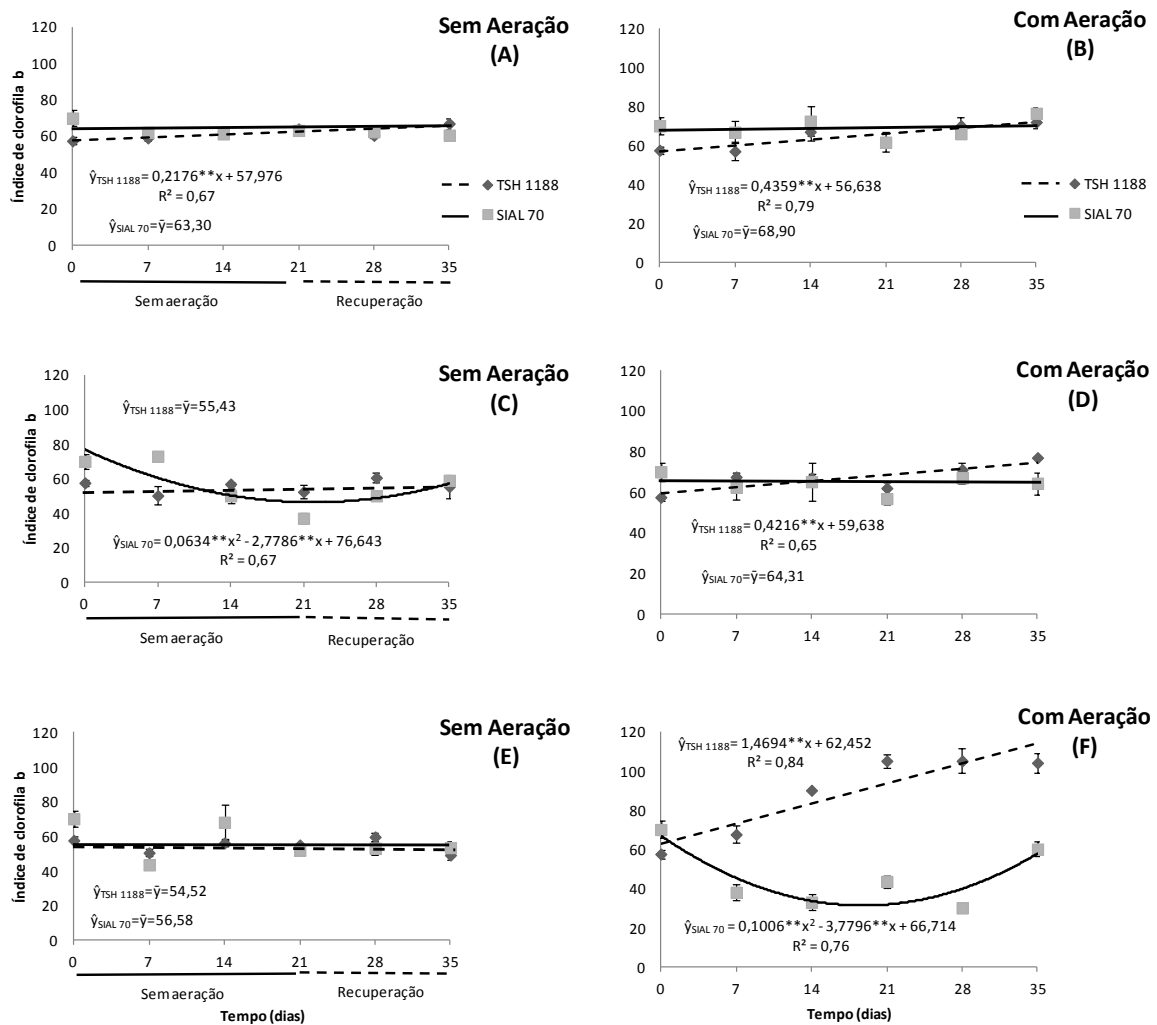 Sem Aeração
(A)
Índice de clorofila b
120
100
80
60
40
20
0
ŷTSH 1188 = 0,2176**x + 57,976
R² = 0,67
ŷSIAL 70=ȳ=63,30
TSH 1188
SIAL 70
0 7 14 21 28 35
Sem aeração Recuperação
Com Aeração
(B)
120
100
80
60
40
20
0
ŷTSH 1188 = 0,4359**x + 56,638
R² = 0,79
ŷSIAL 70=ȳ=68,90
TSH 1188
SIAL 70
0 7 14 21 28 35
Sem Aeração
(C)
Índice de clorofila b
120
100
80
60
40
20
0
ŷTSH 1188=ȳ=55,43
ŷSIAL 70 = 0,0634**x² - 2,7786**x + 76,643
R² = 0,67
0 7 14 21 28 35
Sem aeração Recuperação
Com Aeração
(D)
120
100
80
60
40
20
0
ŷTSH 1188 = 0,4216**x + 59,638
R² = 0,65
ŷSIAL 70=ȳ=64,31
0 7 14 21 28 35
Sem Aeração
(E)
Índice de clorofila b
120
100
80
60
40
20
0
ŷTSH 1188=ȳ=54,52
ŷSIAL 70=ȳ=56,58
0 7 14 21 28 35
Sem aeração Recuperação
Tempo (dias)
Com Aeração
(F)
120
100
80
60
40
20
0
ŷTSH 1188= 1,4694**x + 62,452
R² = 0,84
ŷSIAL 70 = 0,1006**x² - 3,7796**x + 66,714
R² = 0,76
0 7 14 21 28 35
Tempo (dias)